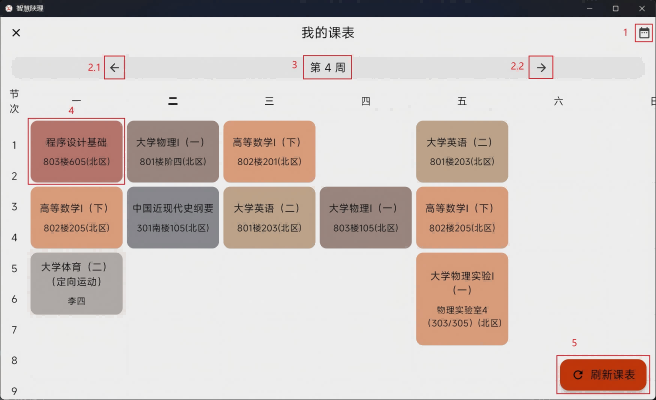 智慧陕理
我的课表
1
2.1
3
第 4 周
2.2
节次
一
二
三
四
五
六
日
4
1
程序设计基础
803楼605(北区)
大学物理Ⅰ（一）
801楼阶四(北区)
高等数学Ⅰ（下）
802楼201(北区)
大学英语（二）
801楼203(北区)
2
3
高等数学Ⅰ（下）
802楼205(北区)
中国近现代史纲要
301南楼105(北区)
大学英语（二）
801楼203(北区)
大学物理Ⅰ（一）
803楼105(北区)
高等数学Ⅰ（下）
802楼205(北区)
4
5
大学体育（二）
（定向运动）
李四
大学物理实验Ⅰ
（一）
物理实验室4
（303/305）(北区)
6
7
8
9
5
刷新课表